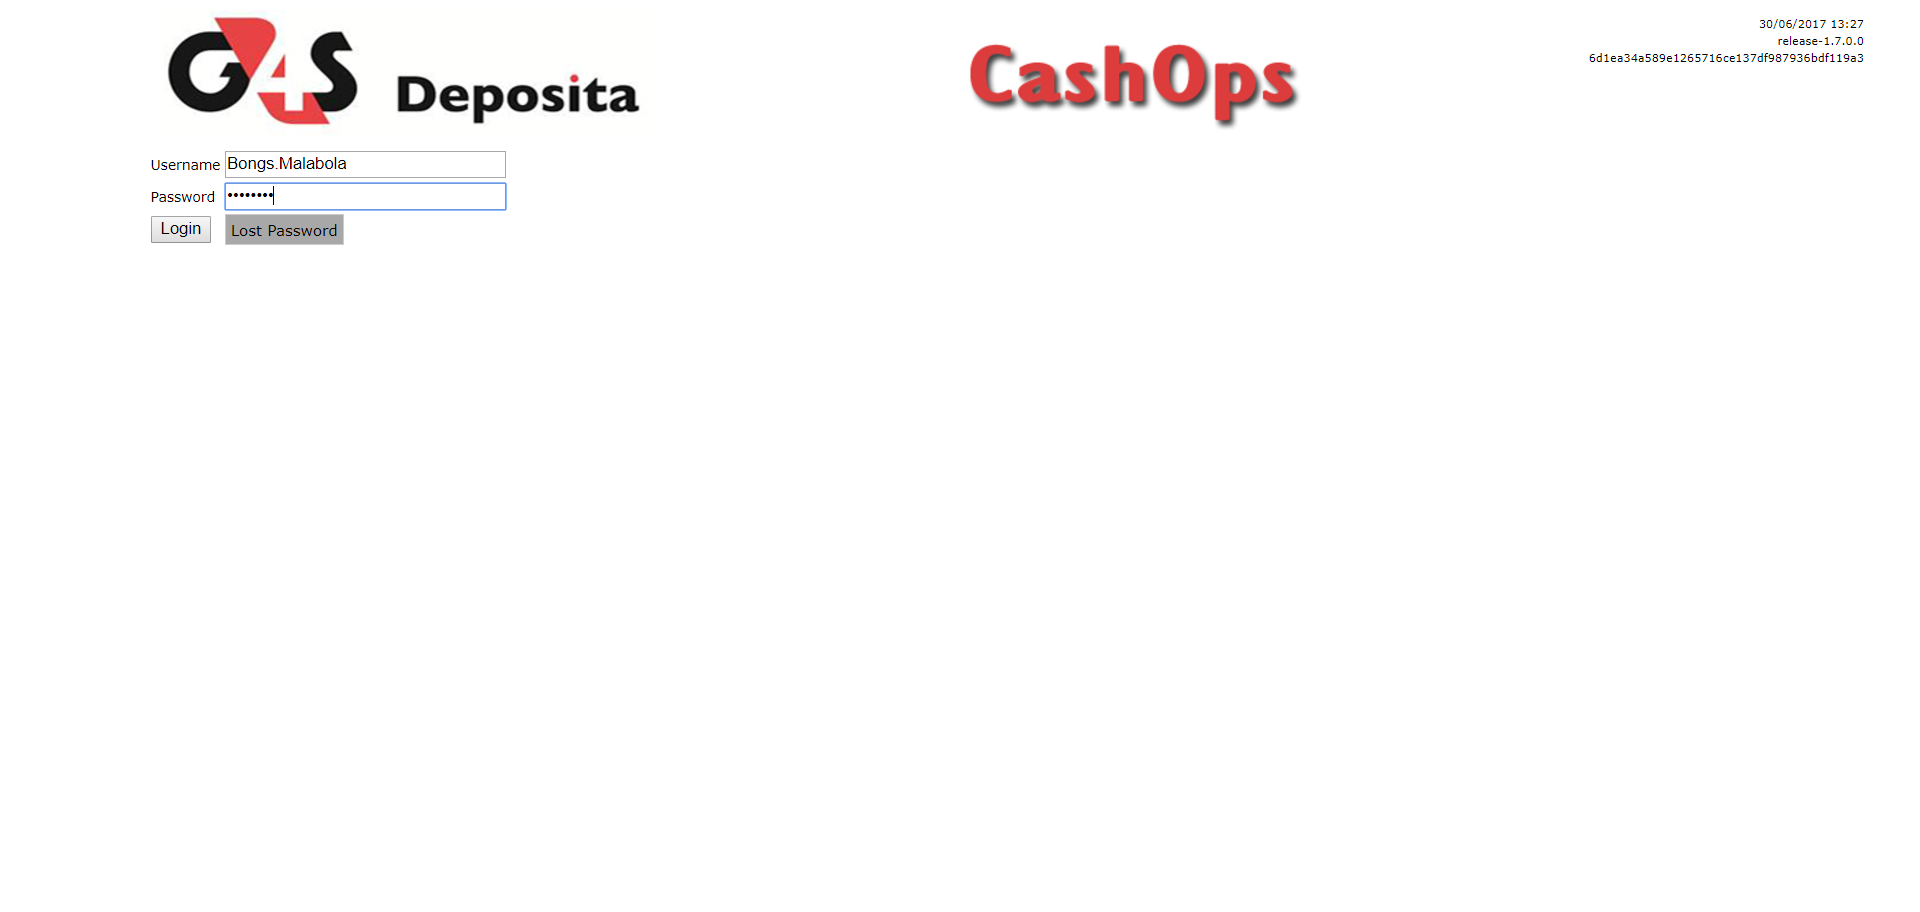 G4S Deposita
CashOps
30/06/2017 13:27
release-1.7.0.0
6d1ea34a589e1265716ce137df987936bdf119a3
Username Bongs.Malabola
Password ••••••••
Login Lost Password